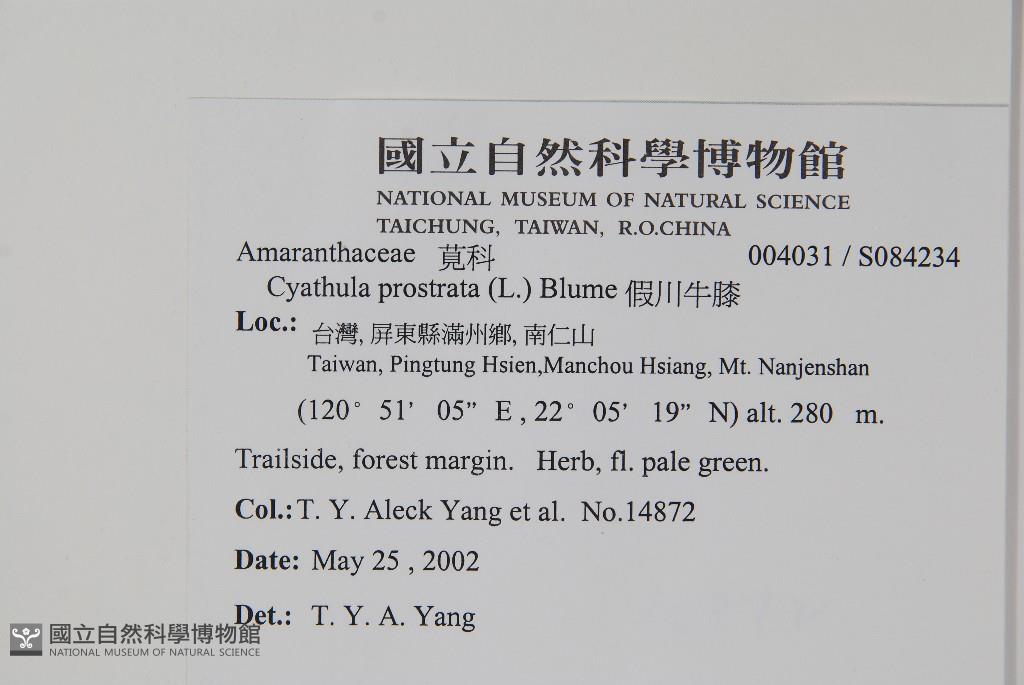 國立自然科學博物館
NATIONAL MUSEUM OF NATURAL SCIENCE
TAICHUNG, TAIWAN, R.O.CHINA
Amaranthaceae 莧科 004031 / S084234
Cyathula prostrata (L.) Blume 假川牛膝
Loc.: 台灣, 屏東縣滿州鄉, 南仁山
Taiwan, Pingtung Hsien,Manchou Hsiang, Mt. Nanjenshan
(120° 51’ 05” E , 22° 05’ 19” N) alt. 280 m.
Trailside, forest margin. Herb, fl. pale green.
Col.: T. Y. Aleck Yang et al. No.14872
Date: May 25 , 2002
Det.: T. Y. A. Yang
國立自然科學博物館
NATIONAL MUSEUM OF NATURAL SCIENCE